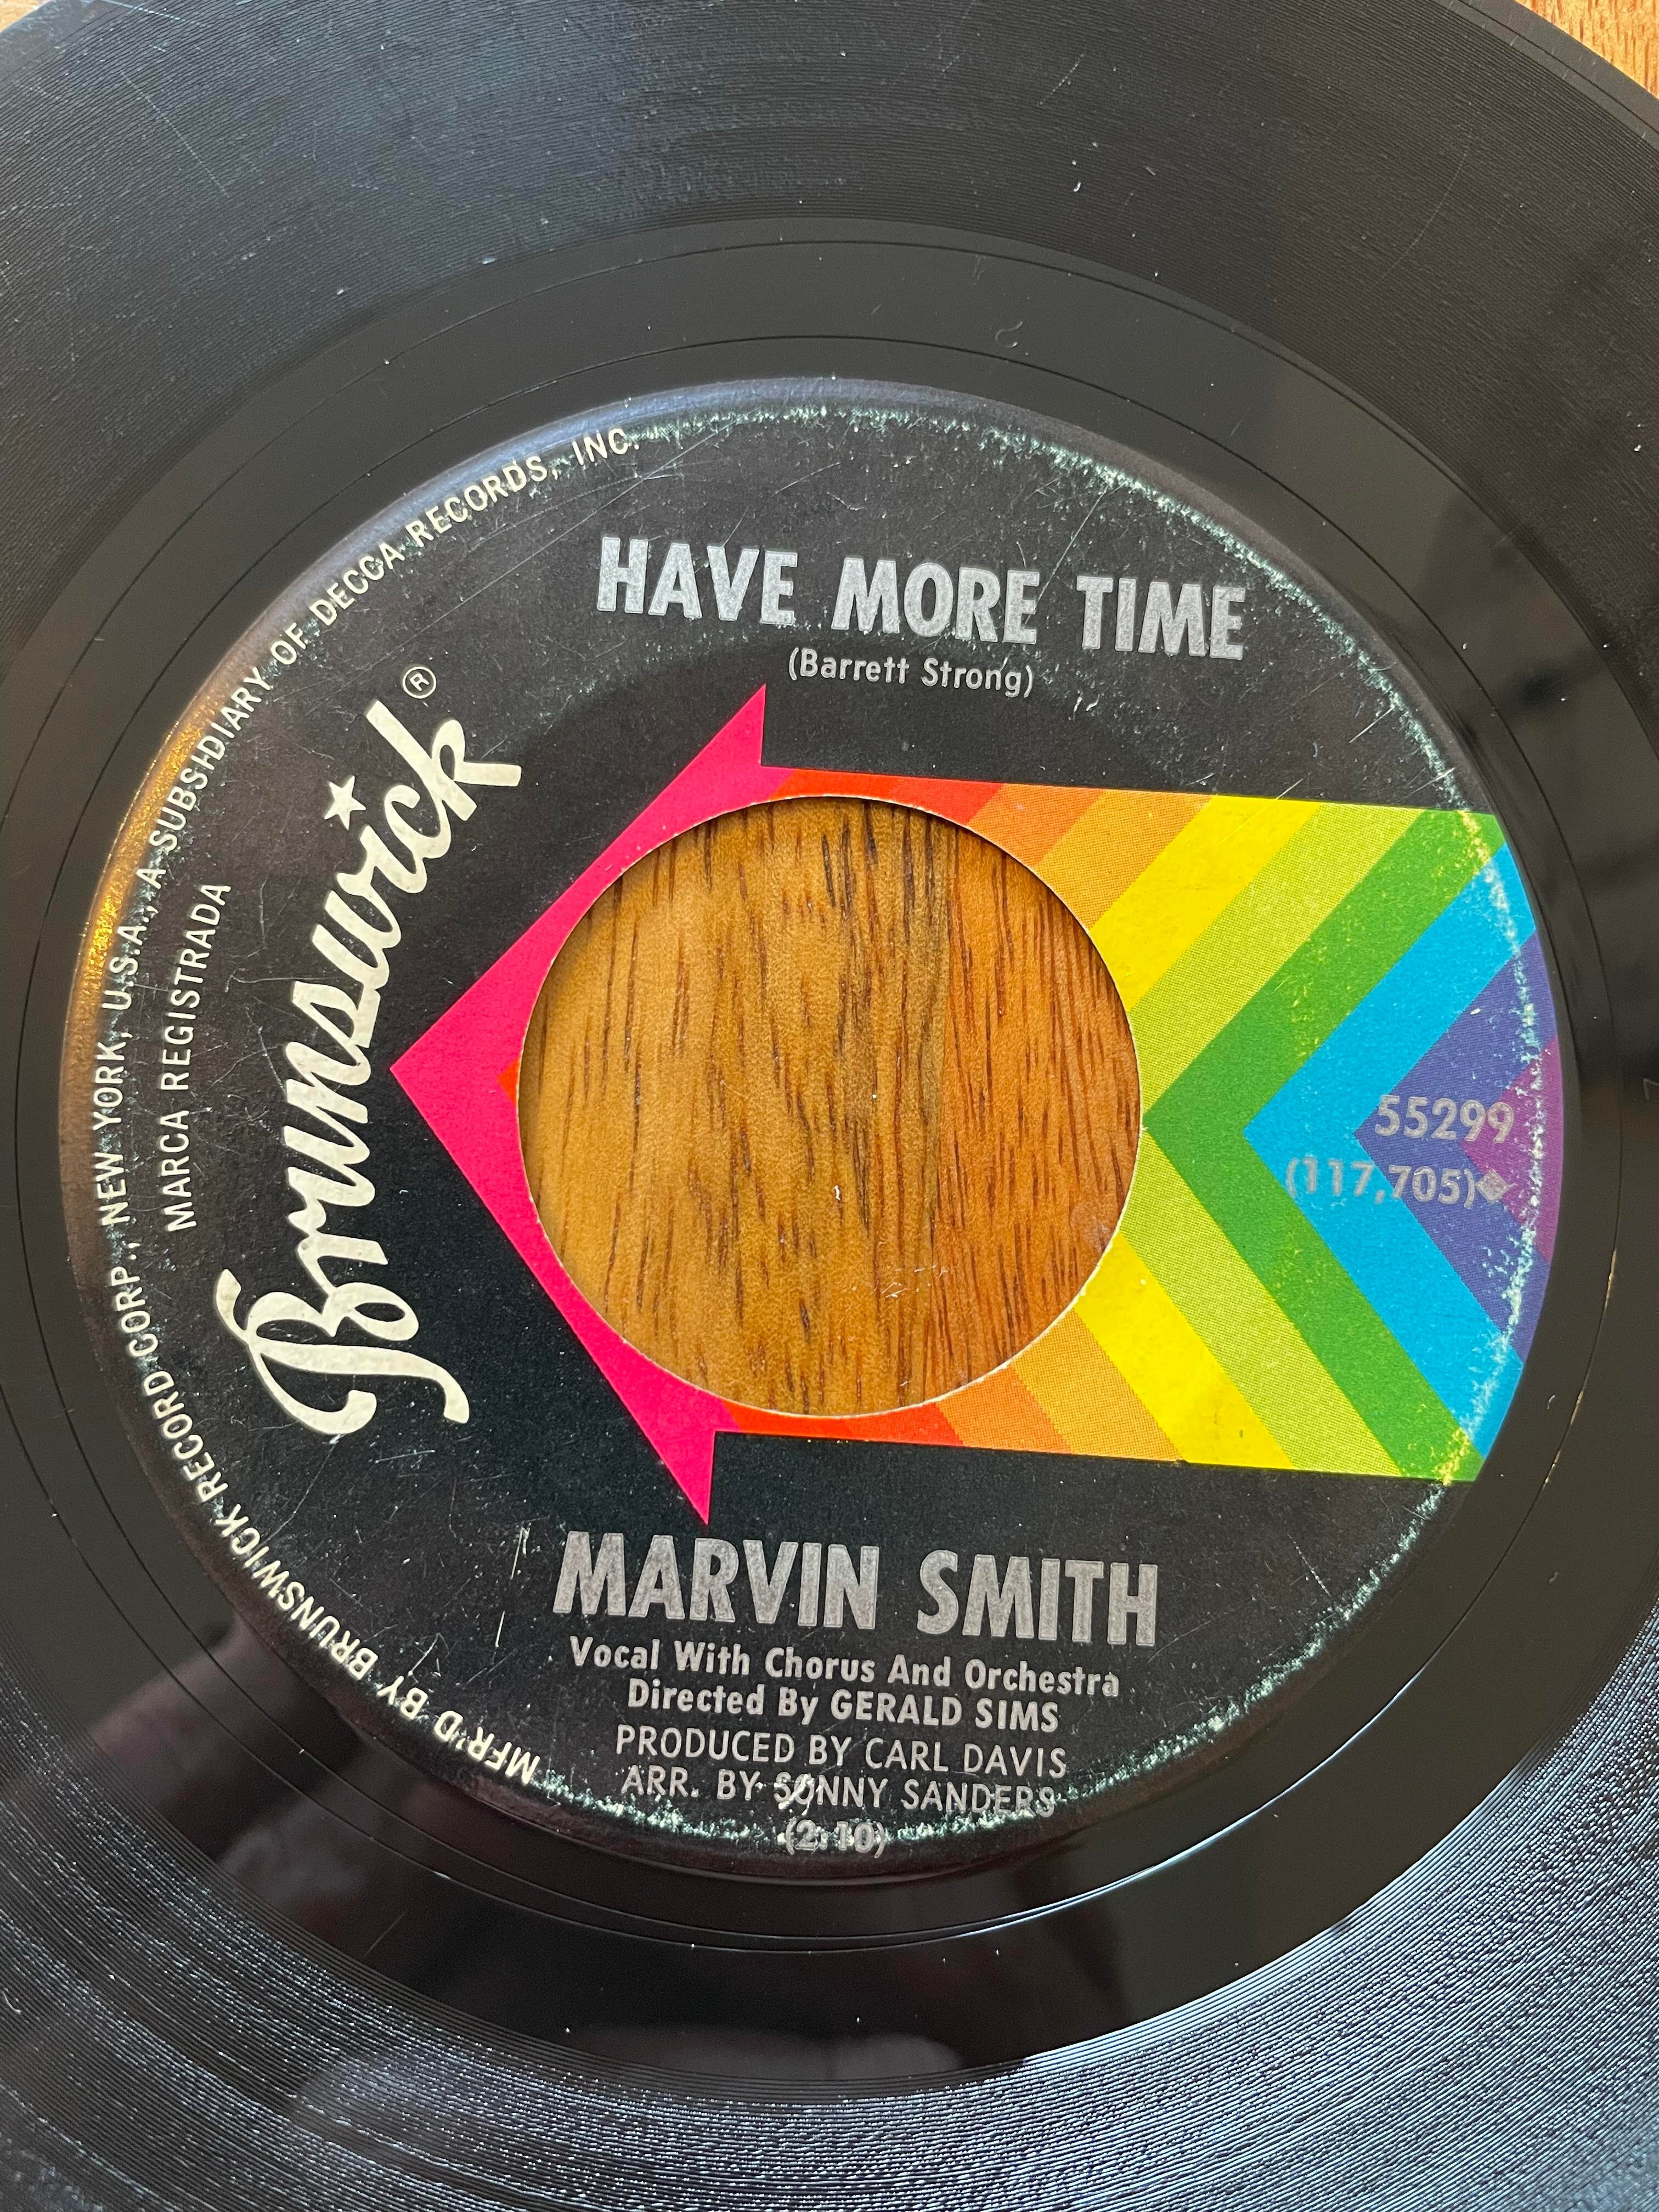 HAVE MORE TIME
(Barrett Strong)
Brunswick ®
MARCA REGISTRADA
MFR'D BY BRUNSWICK RECORD CORP., NEW YORK, U.S.A., A SUBSIDIARY OF DECCA RECORDS, INC.
55299
(117,705)
MARVIN SMITH
Vocal With Chorus And Orchestra
Directed By GERALD SIMS
PRODUCED BY CARL DAVIS
ARR. BY SONNY SANDERS
(2:10)